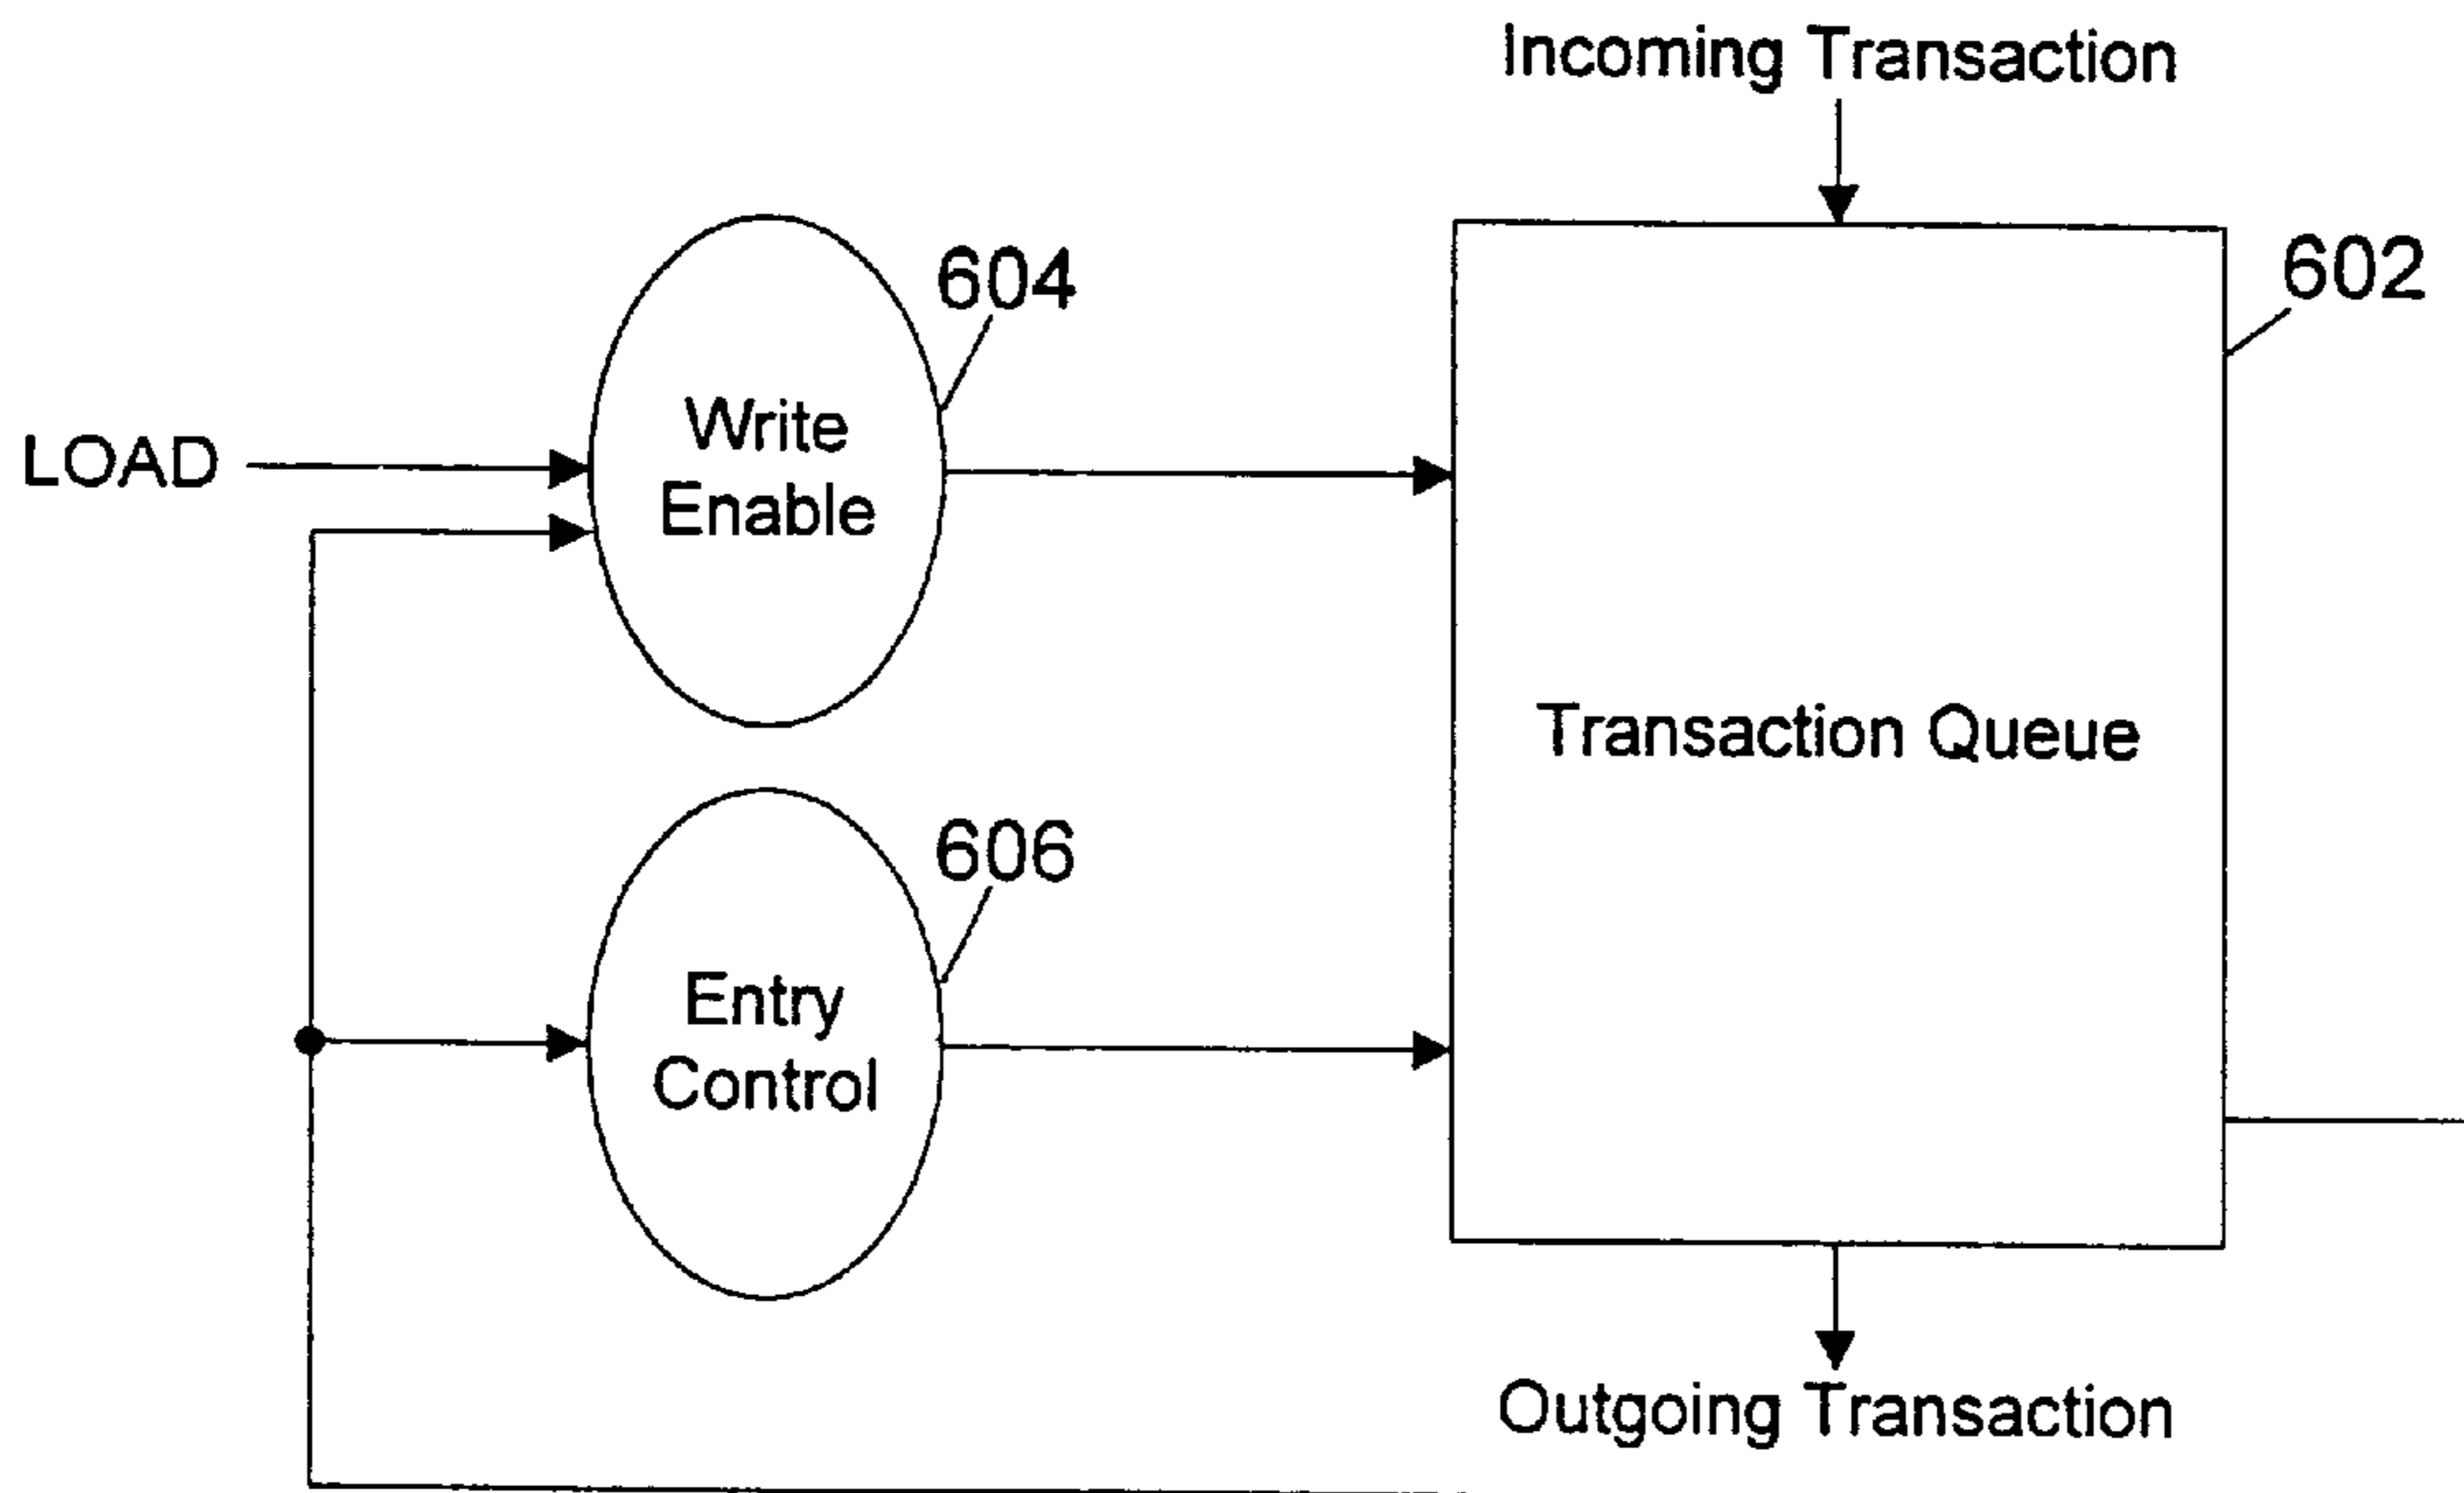 Incoming Transaction
602
604
Write
Enable
LOAD
Transaction Queue
606
Entry
Control
Outgoing Transaction